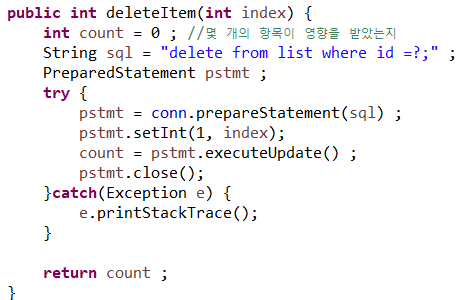 public int deleteItem(int index) {
    int count = 0 ; //몇 개의 항목이 영향을 받았는지
    String sql = "delete from list where id =?;" ;
    PreparedStatement pstmt ;
    try {
        pstmt = conn.prepareStatement(sql) ;
        pstmt.setInt(1, index);
        count = pstmt.executeUpdate() ;
        pstmt.close();
    }catch(Exception e) {
        e.printStackTrace();
    }

    return count ;
}